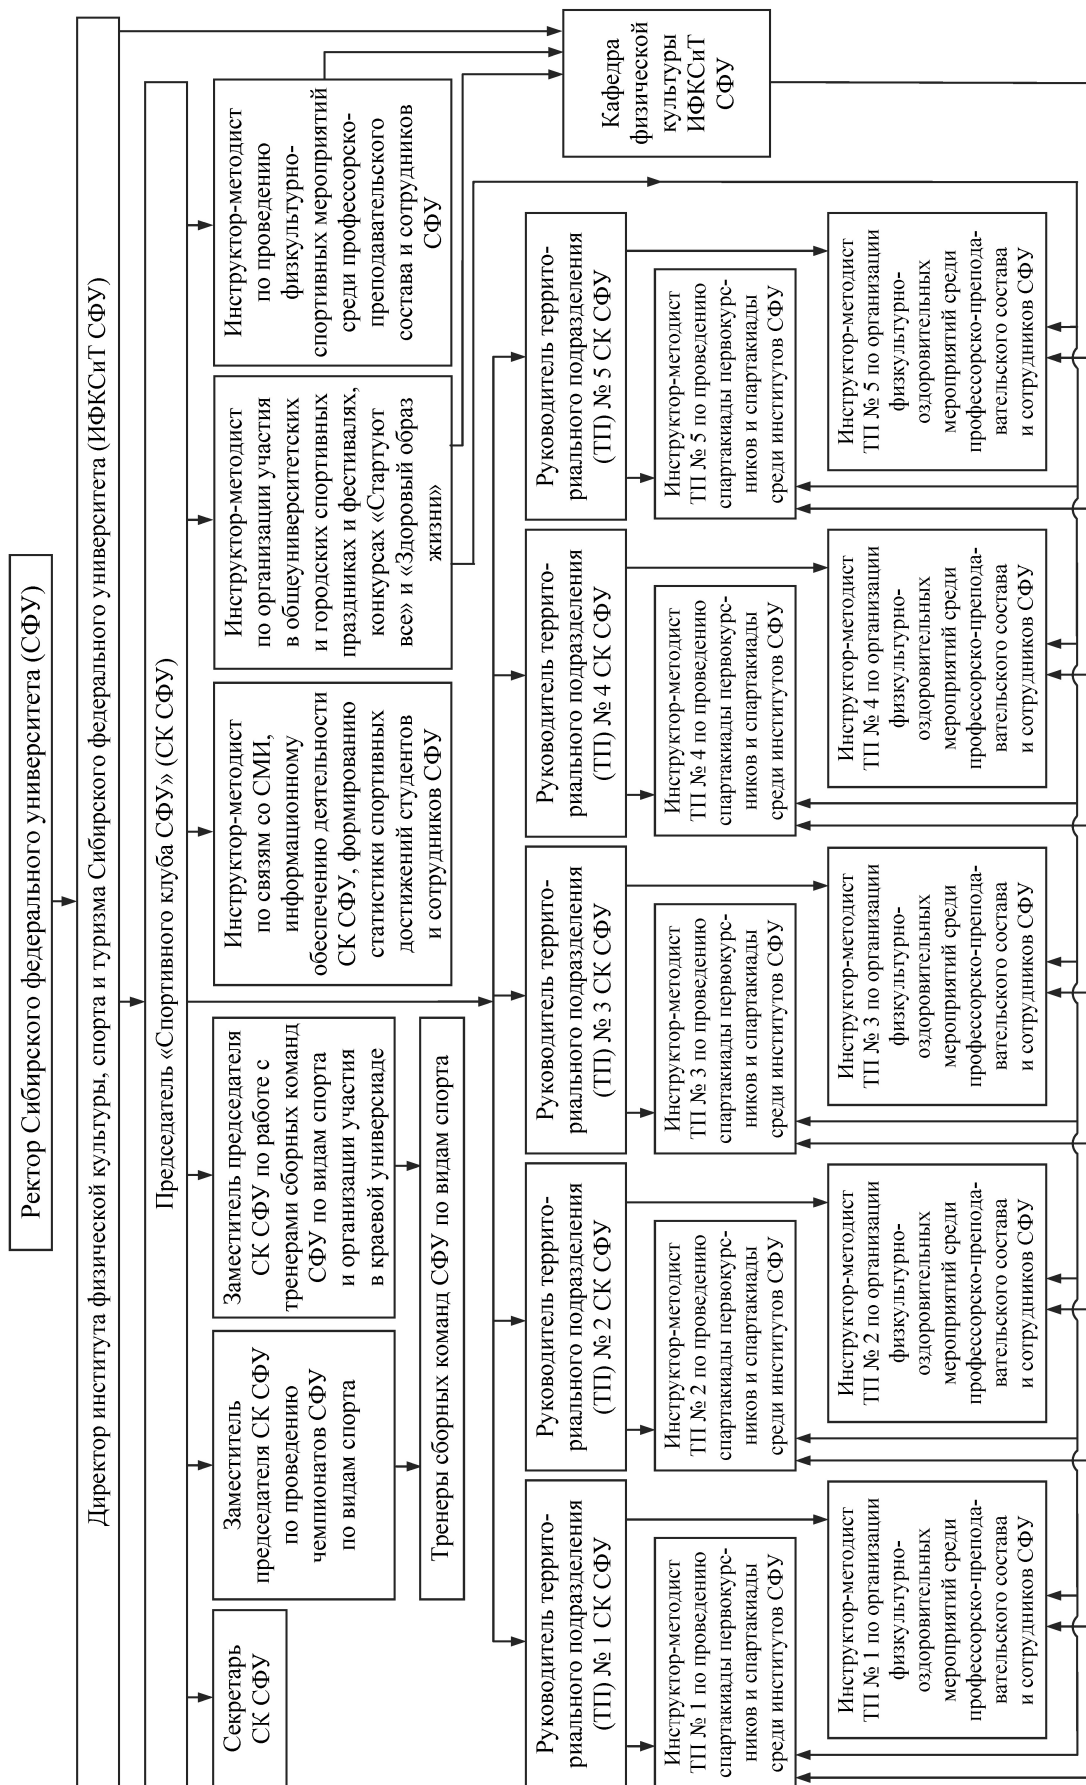 Ректор Сибирского федерального университета (СФУ)
Директор института физической культуры, спорта и туризма Сибирского федерального университета (ИФКСиТ СФУ)
Председатель «Спортивного клуба СФУ» (СК СФУ)
Секретарь
СК СФУ
Заместитель
председателя СК СФУ
по проведению
чемпионатов СФУ
по видам спорта
Заместитель председателя
СК СФУ по работе с
тренерами сборных команд
СФУ по видам спорта
и организации участия
в краевой универсиаде
Инструктор-методист
по связям со СМИ,
информационному
обеспечению деятельности
СК СФУ, формированию
статистики спортивных
достижений студентов
и сотрудников СФУ
Инструктор-методист
по организации участия
в общеуниверситетских
и городских спортивных
праздниках и фестивалях,
конкурсах «Стартуют
все» и «Здоровый образ
жизни»
Инструктор-методист
по проведению
физкультурно-
спортивных мероприятий
среди профессорско-
преподавательского
состава и сотрудников
СФУ
Тренеры сборных команд СФУ по видам спорта
Кафедра
физической
культуры
ИФКСиТ
СФУ
Руководитель террито-
риального подразделения
(ТП) № 1 СК СФУ
Руководитель террито-
риального подразделения
(ТП) № 2 СК СФУ
Руководитель террито-
риального подразделения
(ТП) № 3 СК СФУ
Руководитель террито-
риального подразделения
(ТП) № 4 СК СФУ
Руководитель террито-
риального подразделения
(ТП) № 5 СК СФУ
Инструктор-методист
ТП № 1 по проведению
спартакиады первокурс-
ников и спартакиады
среди институтов СФУ
Инструктор-методист
ТП № 2 по проведению
спартакиады первокурс-
ников и спартакиады
среди институтов СФУ
Инструктор-методист
ТП № 3 по проведению
спартакиады первокурс-
ников и спартакиады
среди институтов СФУ
Инструктор-методист
ТП № 4 по проведению
спартакиады первокурс-
ников и спартакиады
среди институтов СФУ
Инструктор-методист
ТП № 5 по проведению
спартакиады первокурс-
ников и спартакиады
среди институтов СФУ
Инструктор-методист
ТП № 1 по организации
физкультурно-
оздоровительных
мероприятий среди
профессорско-препода-
вательского состава
и сотрудников СФУ
Инструктор-методист
ТП № 2 по организации
физкультурно-
оздоровительных
мероприятий среди
профессорско-препода-
вательского состава
и сотрудников СФУ
Инструктор-методист
ТП № 3 по организации
физкультурно-
оздоровительных
мероприятий среди
профессорско-препода-
вательского состава
и сотрудников СФУ
Инструктор-методист
ТП № 4 по организации
физкультурно-
оздоровительных
мероприятий среди
профессорско-препода-
вательского состава
и сотрудников СФУ
Инструктор-методист
ТП № 5 по организации
физкультурно-
оздоровительных
мероприятий среди
профессорско-препода-
вательского состава
и сотрудников СФУ